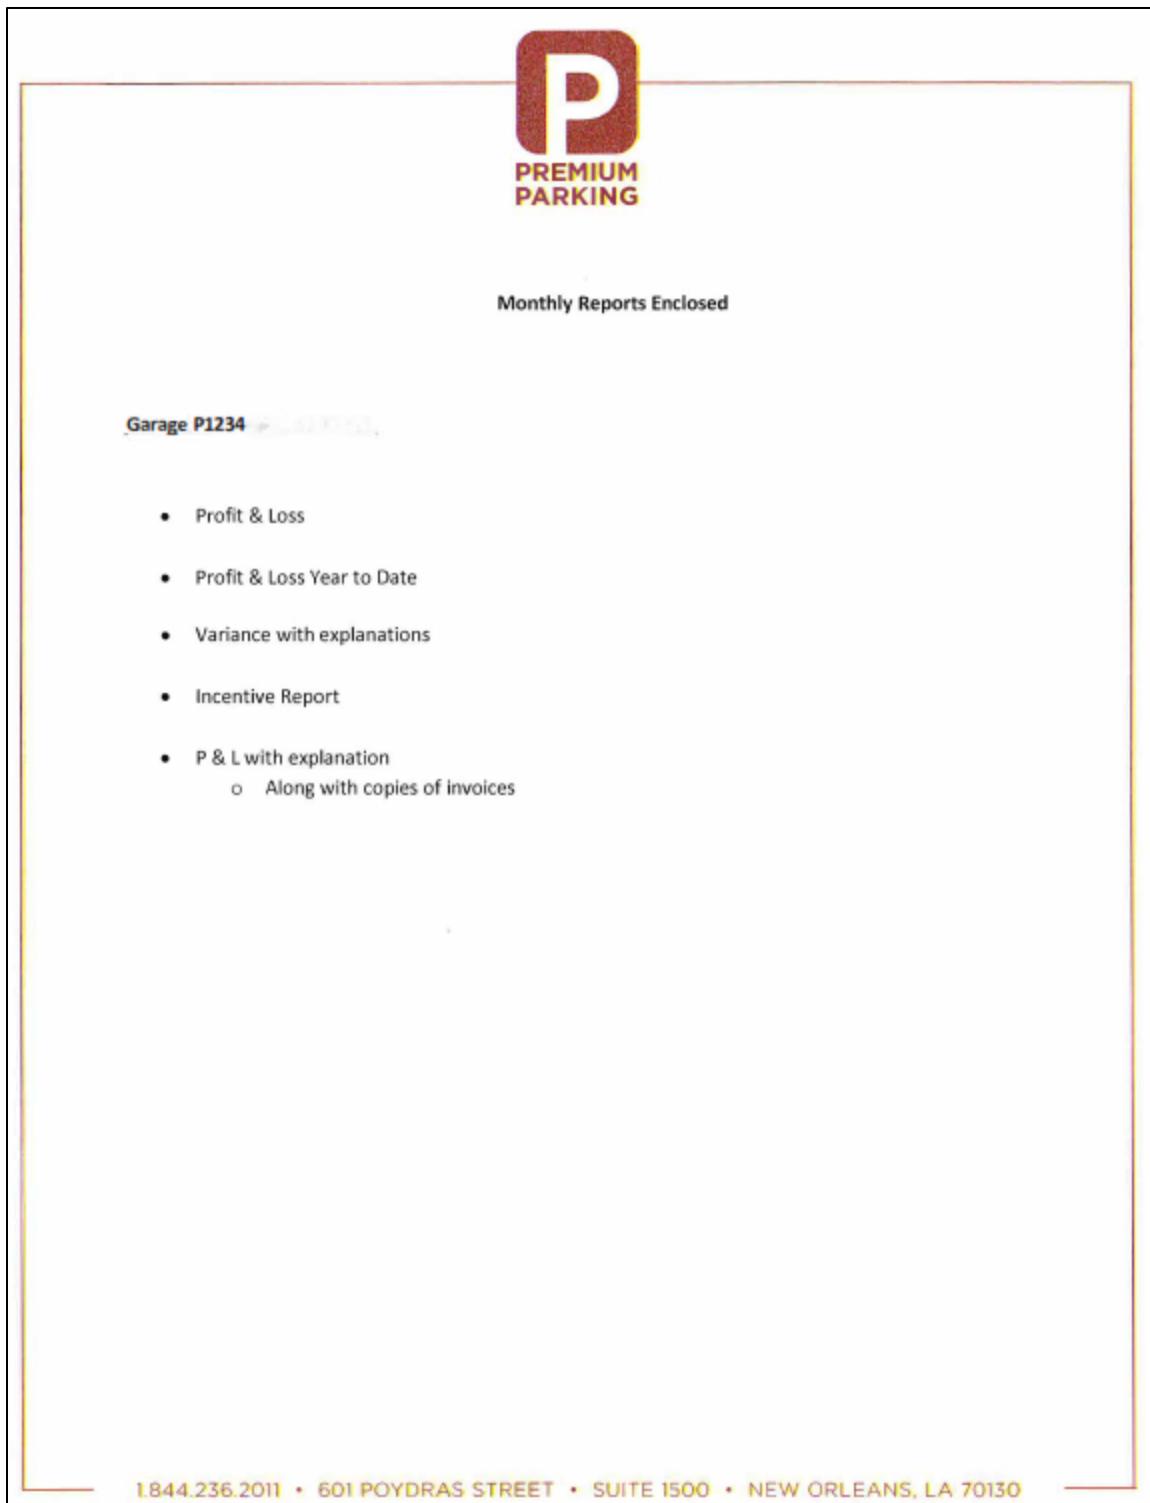 P
PREMIUM
PARKING
Monthly Reports Enclosed
Garage P1234
• Profit & Loss
• Profit & Loss Year to Date
• Variance with explanations
• Incentive Report
• P & L with explanation
o Along with copies of invoices
1.844.236.2011 • 601 POYDRAS STREET • SUITE 1500 • NEW ORLEANS, LA 70130